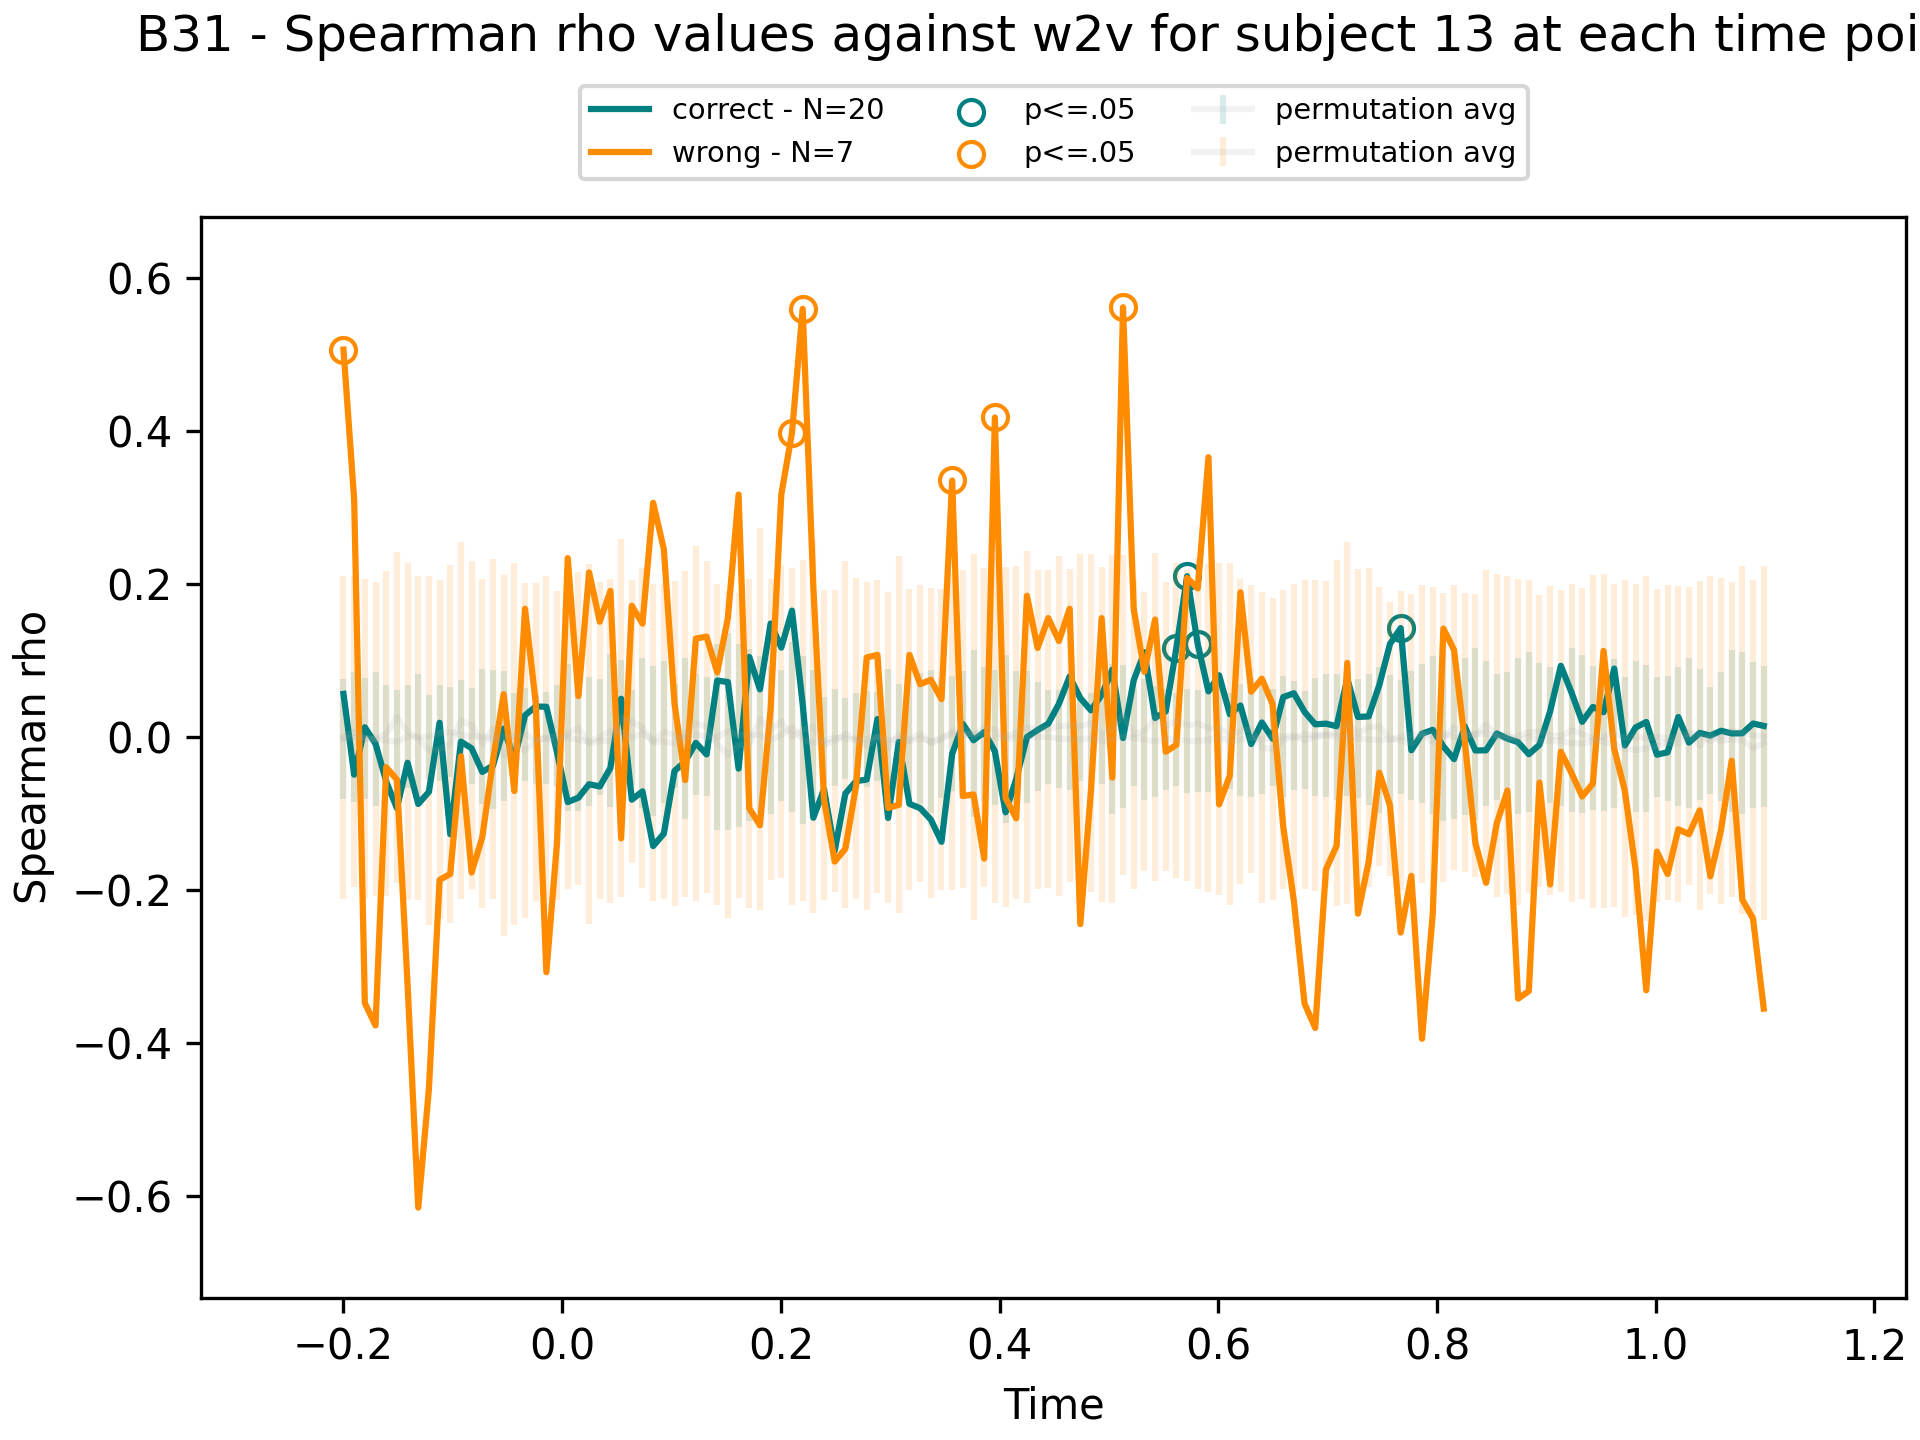 B31 - Spearman rho values against w2v for subject 13 at each time poi
correct - N=20
wrong - N=7
p<=.05
p<=.05
permutation avg
permutation avg
Spearman rho
0.6
0.4
0.2
0.0
−0.2
−0.4
−0.6
−0.2
0.0
0.2
0.4
0.6
0.8
1.0
1.2
Time